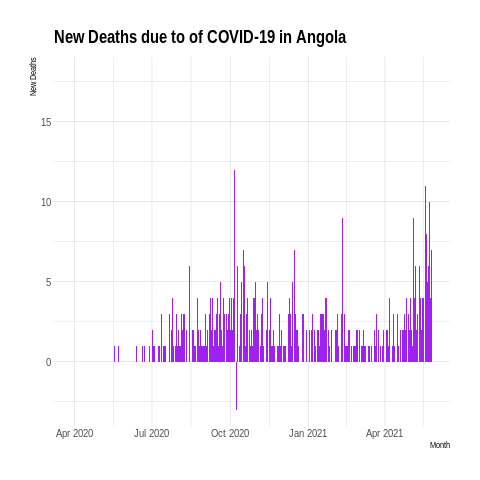 New Deaths due to of COVID-19 in Angola
New Deaths
15
10
5
0
Apr 2020 Jul 2020 Oct 2020 Jan 2021 Apr 2021
Month